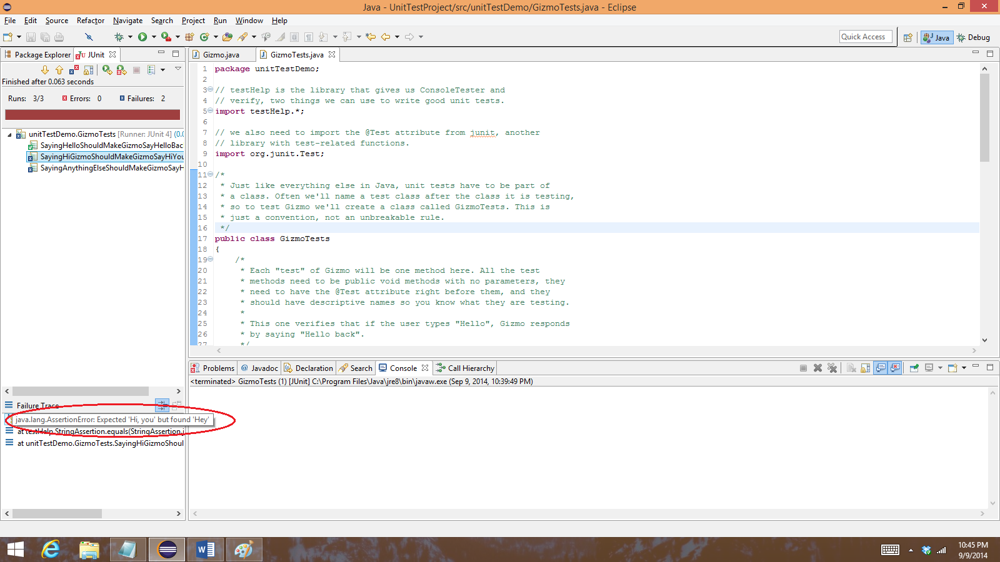 Java - UnitTestProject/src/unitTestDemo/GizmoTests.java - Eclipse
File Edit Source Refactor Navigate Search Project Run Window Help
Quick Access Java Debug
Package Explorer JUnit
Gizmo.java GizmoTests.java
Finished after 0.063 seconds
Runs: 3/3 Errors: 0 Failures: 2
unitTestDemo.GizmoTests [Runner: JUnit 4] (0.0
SayingHelloShouldMakeGizmoSayHelloBac
SayingHiGizmoShouldMakeGizmoSayHiYou
SayingAnythingElseShouldMakeGizmoSayH
1 package unitTestDemo;
2
3 // testHelp is the library that gives us ConsoleTester and
4 // verify, two things we can use to write good unit tests.
5 import testHelp.*;
6
7 // we also need to import the @Test attribute from junit, another
8 // library with test-related functions.
9 import org.junit.Test;
10
11 /*
12 * Just like everything else in Java, unit tests have to be part of
13 * a class. Often we'll name a test class after the class it is testing,
14 * so to test Gizmo we'll create a class called GizmoTests. This is
15 * just a convention, not an unbreakable rule.
16 */
17 public class GizmoTests
18 {
19 /*
20 * Each "test" of Gizmo will be one method here. All the test
21 * methods need to be public void methods with no parameters, they
22 * need to have the @Test attribute right before them, and they
23 * should have descriptive names so you know what they are testing.
24 *
25 * This one verifies that if the user types "Hello", Gizmo responds
26 * by saying "Hello back".
27 */
Failure Trace
java.lang.AssertionError: Expected 'Hi, you' but found 'Hey'
at testHelp.StringAssertion.equals(StringAssertion.j
at unitTestDemo.GizmoTests.SayingHiGizmoShoul
Problems @ Javadoc Declaration Search Console Call Hierarchy
<terminated> GizmoTests (1) [JUnit] C:\Program Files\Java\jre8\bin\javaw.exe (Sep 9, 2014, 10:39:49 PM)
10:45 PM
9/9/2014